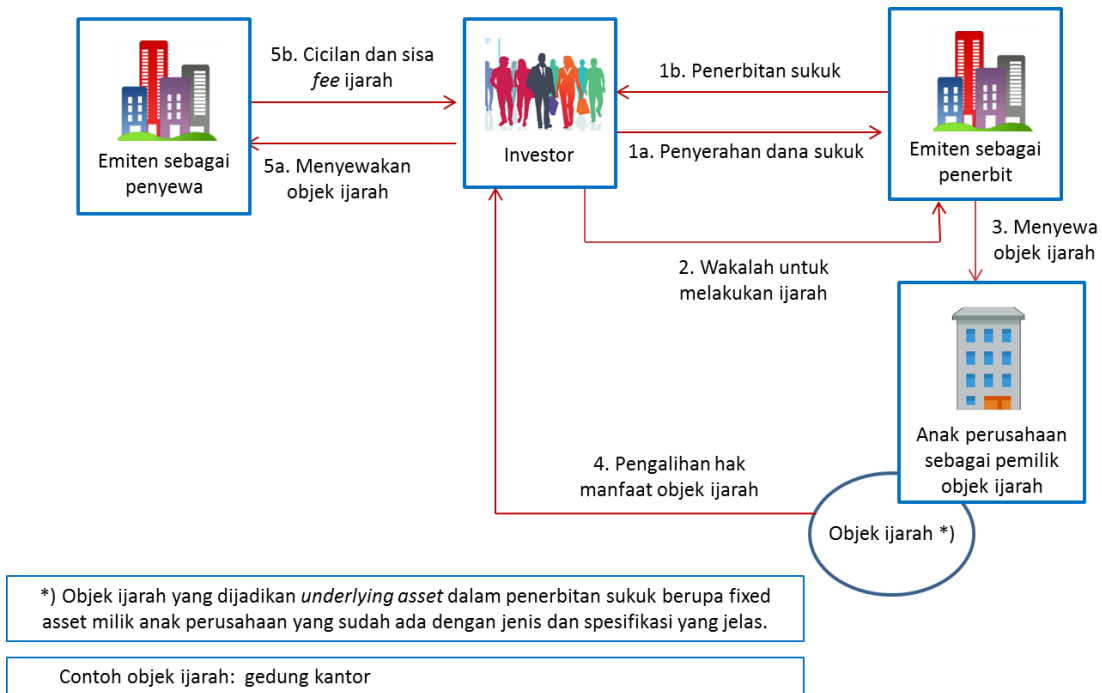 5b. Cicilan dan sisa
fee ijarah
1b. Penerbitan sukuk
Emiten sebagai
penyewa
5a. Menyewakan
objek ijarah
Investor
1a. Penyerahan dana sukuk
Emiten sebagai
penerbit
3. Menyewa
objek ijarah
2. Wakalah untuk
melakukan ijarah
Anak perusahaan
sebagai pemilik
objek ijarah
4. Pengalihan hak
manfaat objek ijarah
Objek ijarah *)
*) Objek ijarah yang dijadikan underlying asset dalam penerbitan sukuk berupa fixed
asset milik anak perusahaan yang sudah ada dengan jenis dan spesifikasi yang jelas.
Contoh objek ijarah: gedung kantor